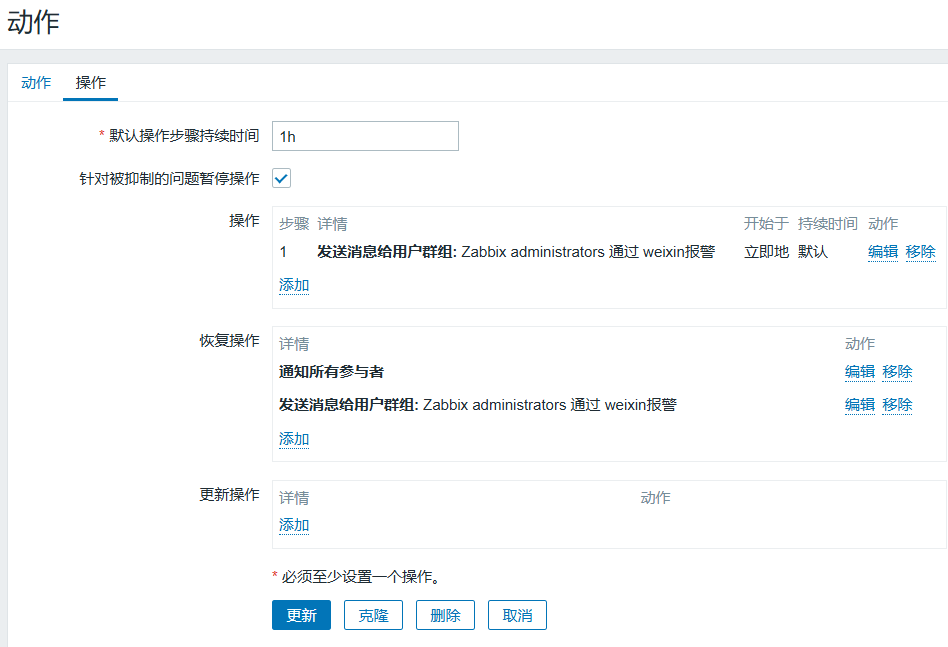 动作
动作 操作
* 默认操作步骤持续时间 1h
针对被抑制的问题暂停操作
操作 步骤 详情 开始于 持续时间 动作
1 发送消息给用户群组: Zabbix administrators 通过 weixin报警 立即地 默认 编辑 移除
添加
恢复操作 详情 动作
通知所有参与者 编辑 移除
发送消息给用户群组: Zabbix administrators 通过 weixin报警 编辑 移除
添加
更新操作 详情 动作
添加
* 必须至少设置一个操作。
更新 克隆 删除 取消